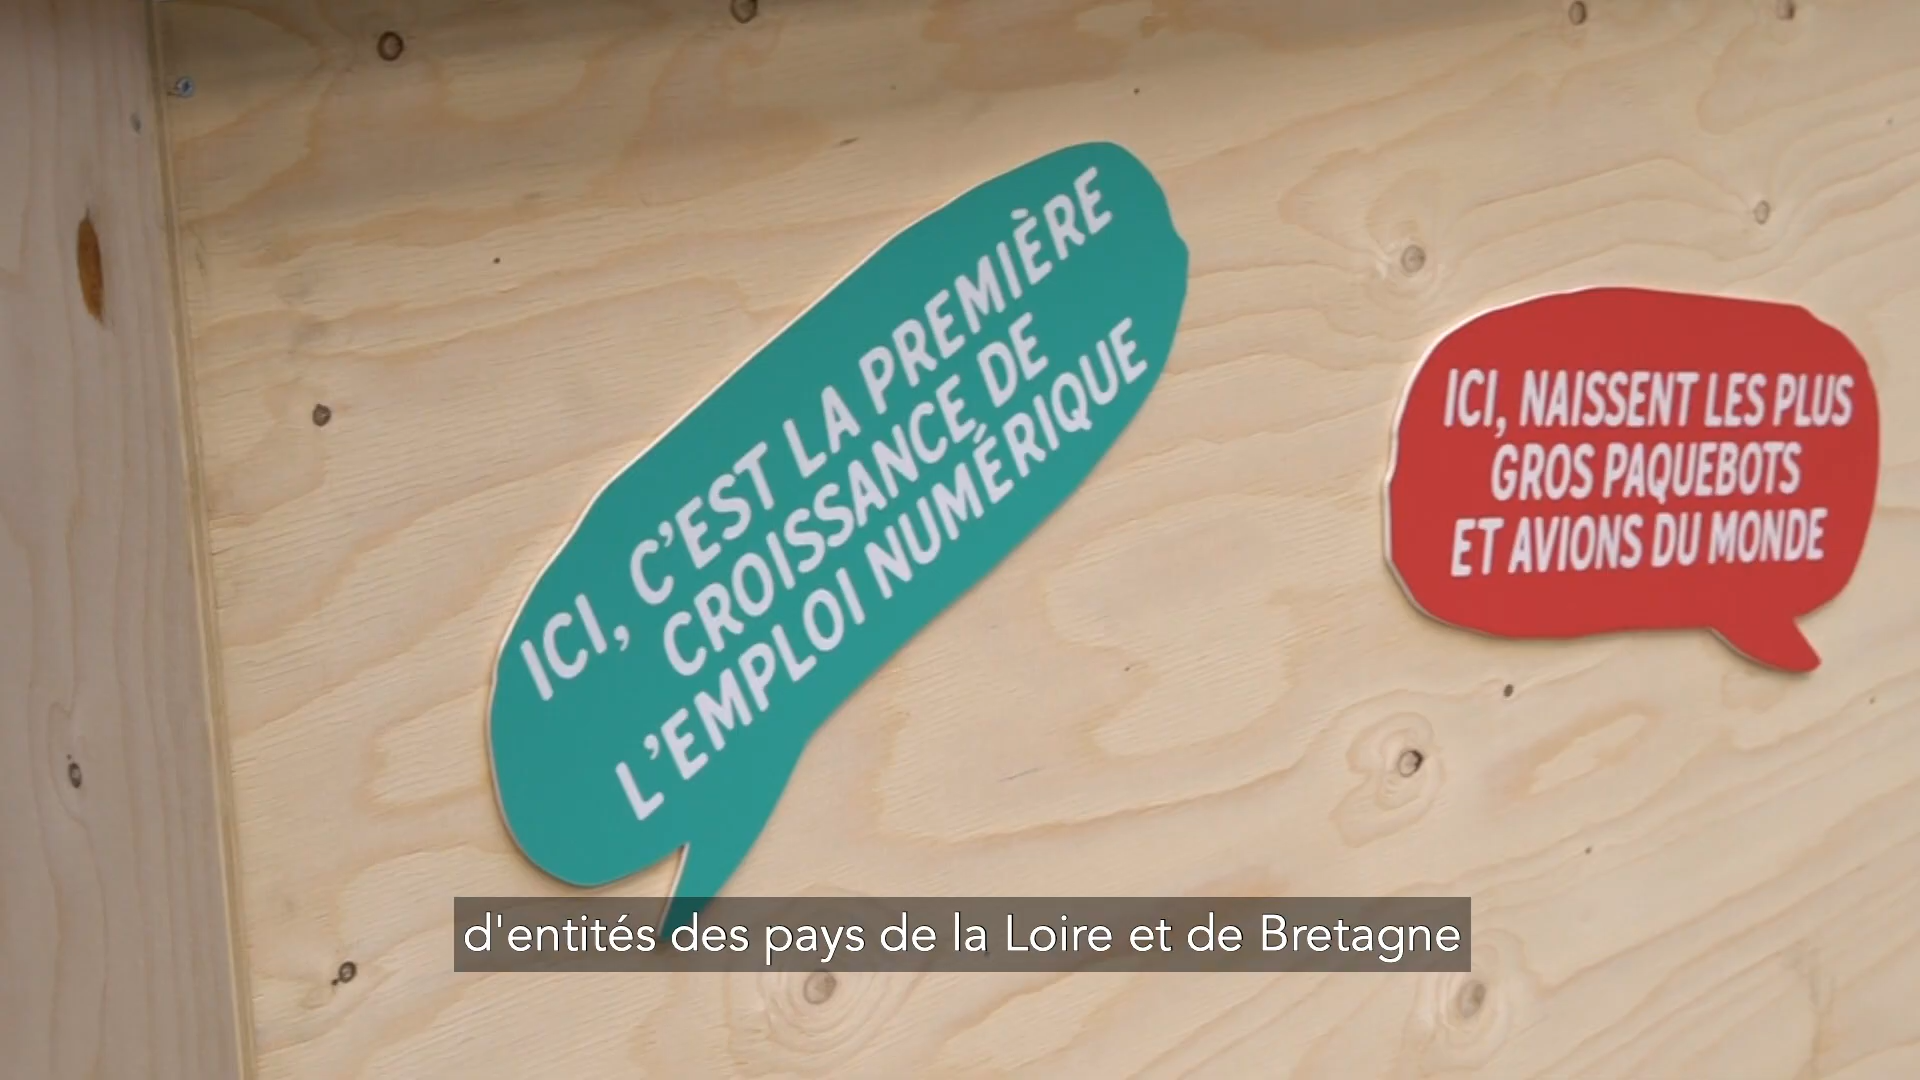 ICI, C'EST LA PREMIÈRE
CROISSANCE DE
L'EMPLOI NUMÉRIQUE
ICI, NAISSENT LES PLUS
GROS PAQUEBOTS
ET AVIONS DU MONDE
d'entités des pays de la Loire et de Bretagne